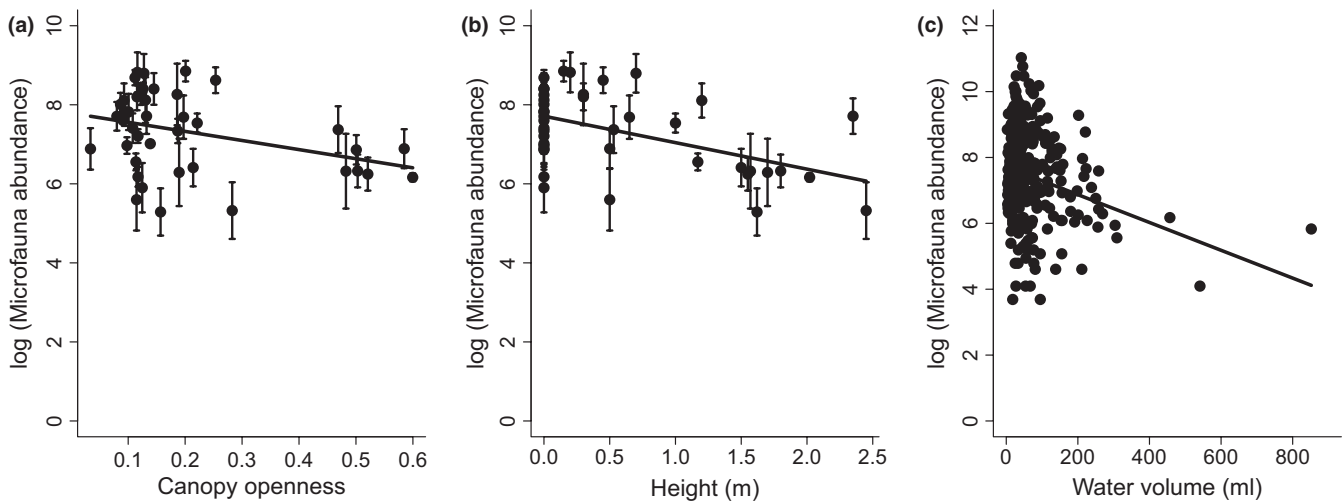 (a)
log (Microfauna abundance)
10
8
6
4
2
0
0.1 0.2 0.3 0.4 0.5 0.6
Canopy openness
(b)
log (Microfauna abundance)
10
8
6
4
2
0
0.0 0.5 1.0 1.5 2.0 2.5
Height (m)
(c)
log (Microfauna abundance)
12
10
8
6
4
2
0
0 200 400 600 800
Water volume (ml)